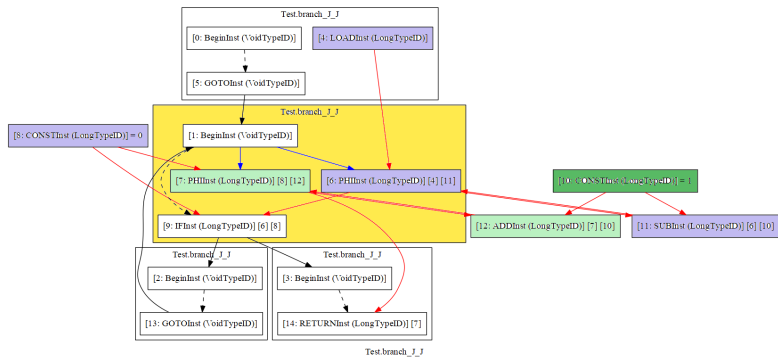 Test.branch_J_J
[0: BeginInst (VoidTypeID)]
[4: LOADInst (LongTypeID)]
[5: GOTOInst (VoidTypeID)]
Test.branch_J_J
[8: CONSTInst (LongTypeID)] = 0
[1: BeginInst (VoidTypeID)]
[7: PHIInst (LongTypeID)] [8] [12]
[6: PHIInst (LongTypeID)] [4] [11]
[10: CONSTInst (LongTypeID)] = 1
[9: IFInst (LongTypeID)] [6] [8]
[12: ADDInst (LongTypeID)] [7] [10]
[11: SUBInst (LongTypeID)] [6] [10]
Test.branch_J_J
Test.branch_J_J
[2: BeginInst (VoidTypeID)]
[3: BeginInst (VoidTypeID)]
[13: GOTOInst (VoidTypeID)]
[14: RETURNInst (LongTypeID)] [7]
Test.branch_J_J